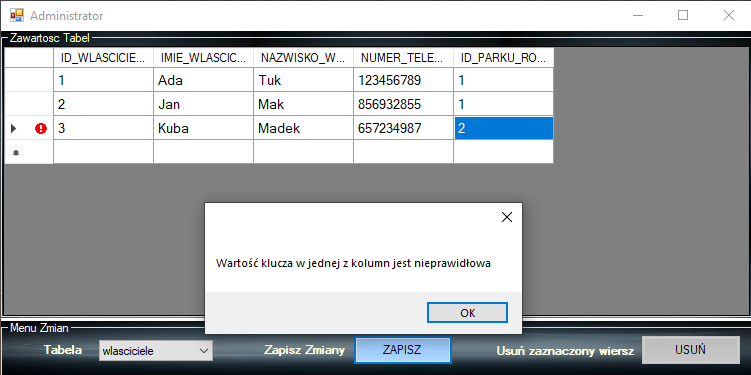 Administrator
Zawartosc Tabel
ID_WLASCICIE... IMIE_WLASCIC... NAZWISKO_W... NUMER_TELE... ID_PARKU_RO...
1 Ada Tuk 123456789 1
2 Jan Mak 856932855 1
3 Kuba Madek 657234987 2
Wartość klucza w jednej z kolumn jest nieprawidłowa
OK
Menu Zmian
Tabela wlasciciele Zapisz Zmiany ZAPISZ Usuń zaznaczony wiersz USUŃ